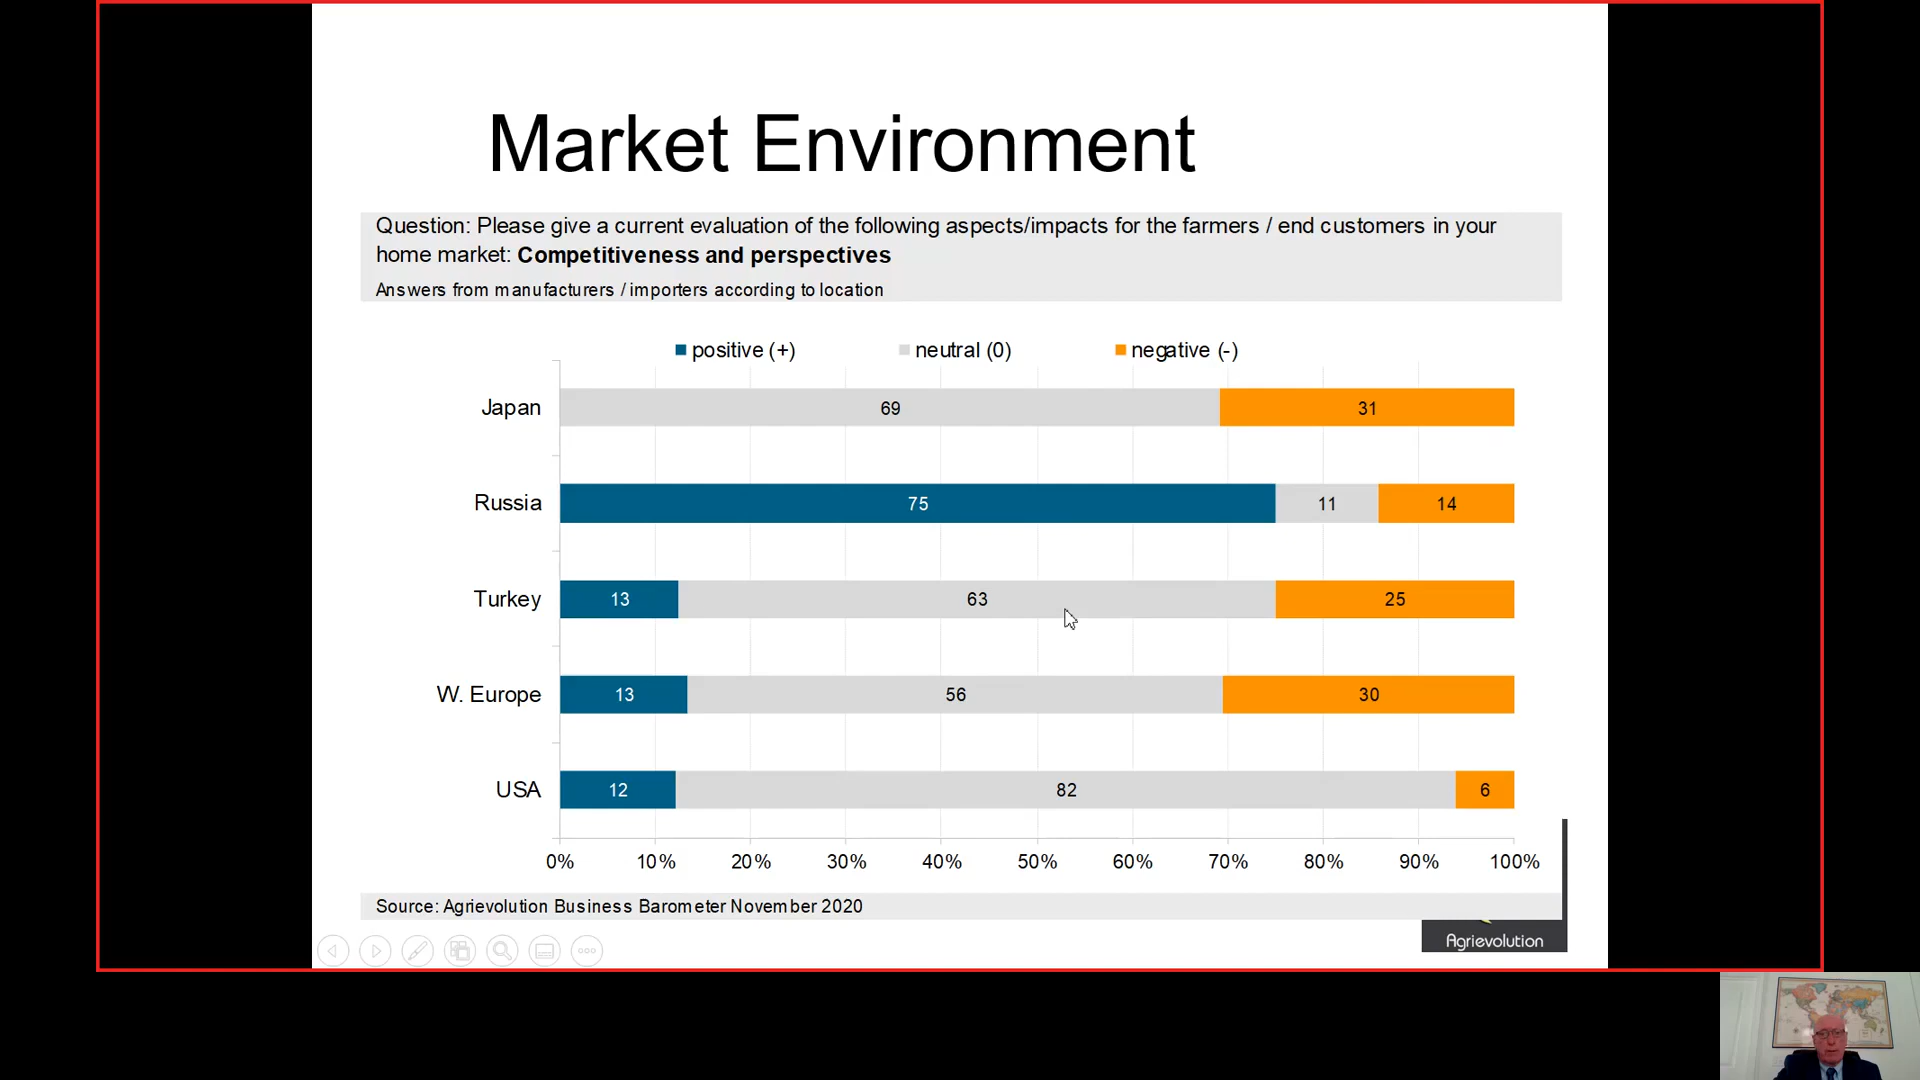 Market Environment
Question: Please give a current evaluation of the following aspects/impacts for the farmers / end customers in your
home market: Competitiveness and perspectives
Answers from manufacturers / importers according to location
positive (+) neutral (0) negative (-)
Japan 69 31
Russia 75 11 14
Turkey 13 63 25
W. Europe 13 56 30
USA 12 82 6
0% 10% 20% 30% 40% 50% 60% 70% 80% 90% 100%
Source: Agrievolution Business Barometer November 2020
Agrievolution